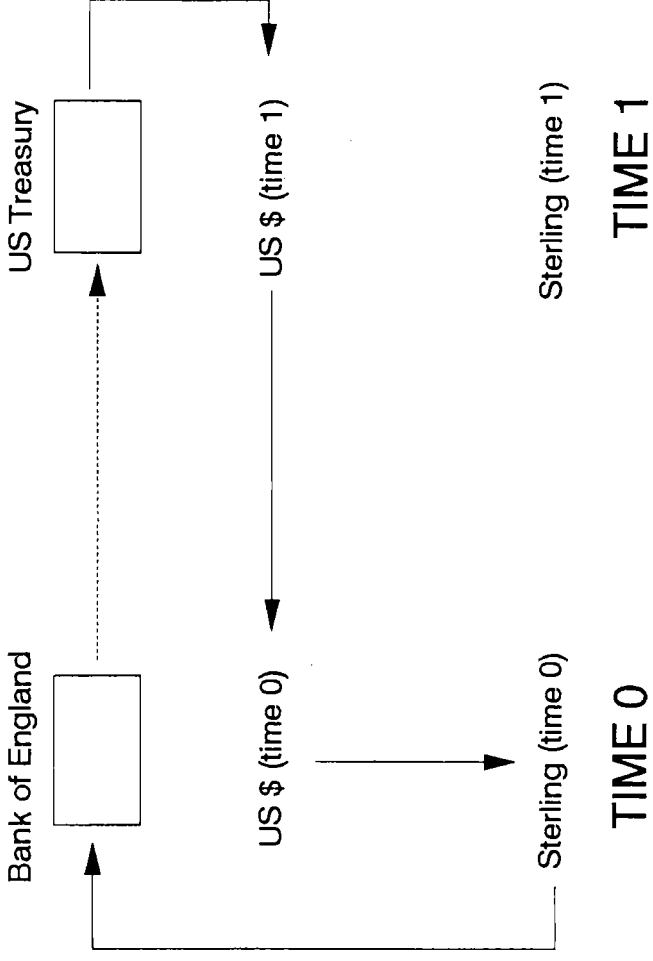 Bank of England
US Treasury
US $ (time 0)
US $ (time 1)
Sterling (time 0)
Sterling (time 1)
TIME 0
TIME 1